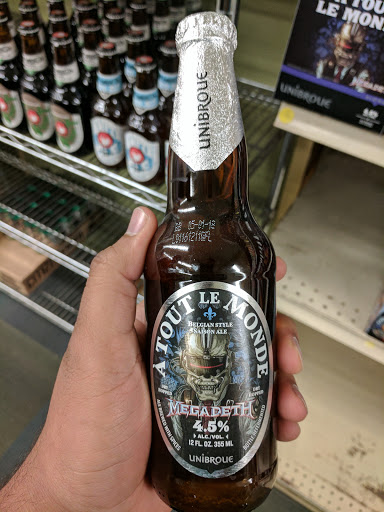 UNIBROUE
A TOUT LE MONDE
BELGIAN STYLE
SAISON ALE
MEGADETH
4.5%
ALC./VOL.
12 FL. OZ. 355 ML
UNIBROUE
LE MONDE
UNIBROUE